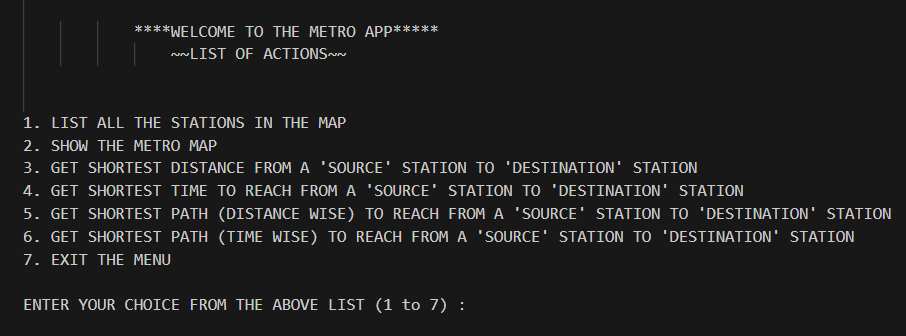 ****WELCOME TO THE METRO APP*****
~~LIST OF ACTIONS~~
1. LIST ALL THE STATIONS IN THE MAP
2. SHOW THE METRO MAP
3. GET SHORTEST DISTANCE FROM A 'SOURCE' STATION TO 'DESTINATION' STATION
4. GET SHORTEST TIME TO REACH FROM A 'SOURCE' STATION TO 'DESTINATION' STATION
5. GET SHORTEST PATH (DISTANCE WISE) TO REACH FROM A 'SOURCE' STATION TO 'DESTINATION' STATION
6. GET SHORTEST PATH (TIME WISE) TO REACH FROM A 'SOURCE' STATION TO 'DESTINATION' STATION
7. EXIT THE MENU
ENTER YOUR CHOICE FROM THE ABOVE LIST (1 to 7) :